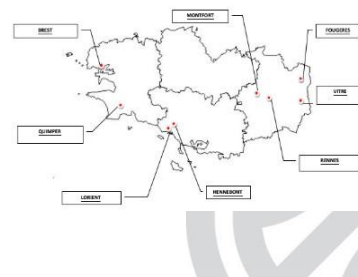 MONTFORT
BREST
FOUGERES
VITRE
QUIMPER
RENNES
HENNEBONT
LORIENT